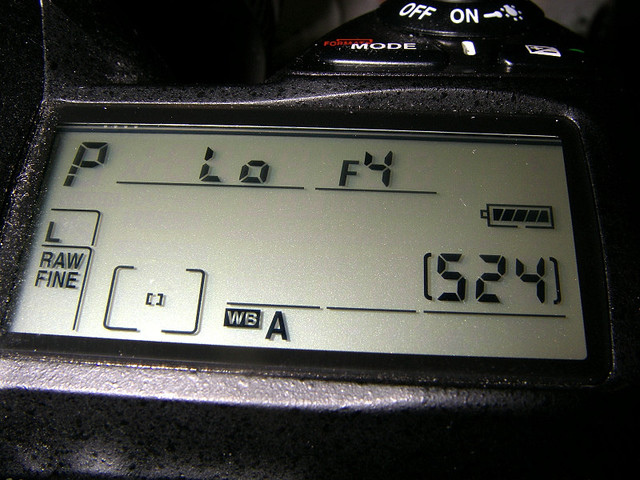 OFF ON
FORMAT MODE
P Lo F4
L
RAW
FINE
[524]
WB A